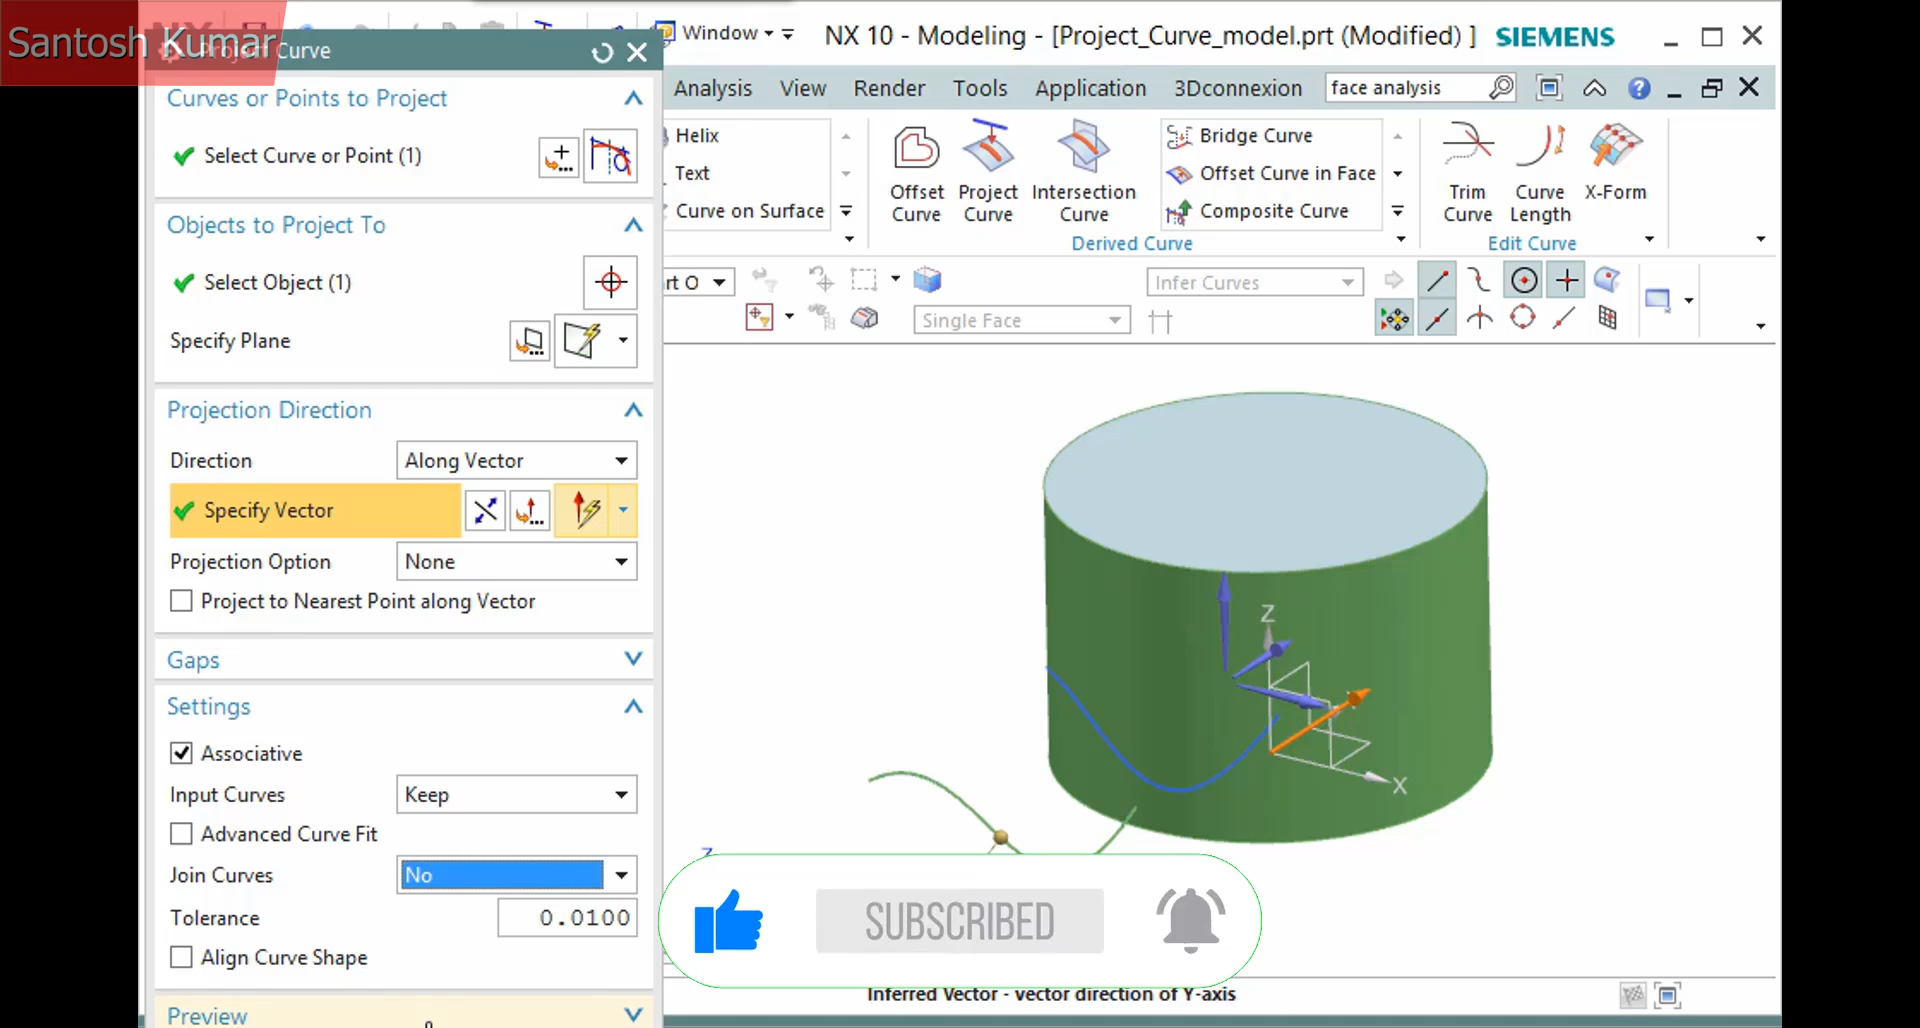 Santosh Kumar
Project Curve
Window
NX 10 - Modeling - [Project_Curve_model.prt (Modified) ]
SIEMENS
Analysis
View
Render
Tools
Application
3Dconnexion
face analysis
Helix
Text
Curve on Surface
Offset Curve
Project Curve
Intersection Curve
Bridge Curve
Offset Curve in Face
Composite Curve
Derived Curve
Trim Curve
Curve Length
X-Form
Edit Curve
rt O
Infer Curves
Single Face
Curves or Points to Project
Select Curve or Point (1)
Objects to Project To
Select Object (1)
Specify Plane
Projection Direction
Direction
Along Vector
Specify Vector
Projection Option
None
Project to Nearest Point along Vector
Gaps
Settings
Associative
Input Curves
Keep
Advanced Curve Fit
Join Curves
No
Tolerance
0.0100
Align Curve Shape
Preview
Z
X
Z
SUBSCRIBED
Inferred Vector - vector direction of Y-axis